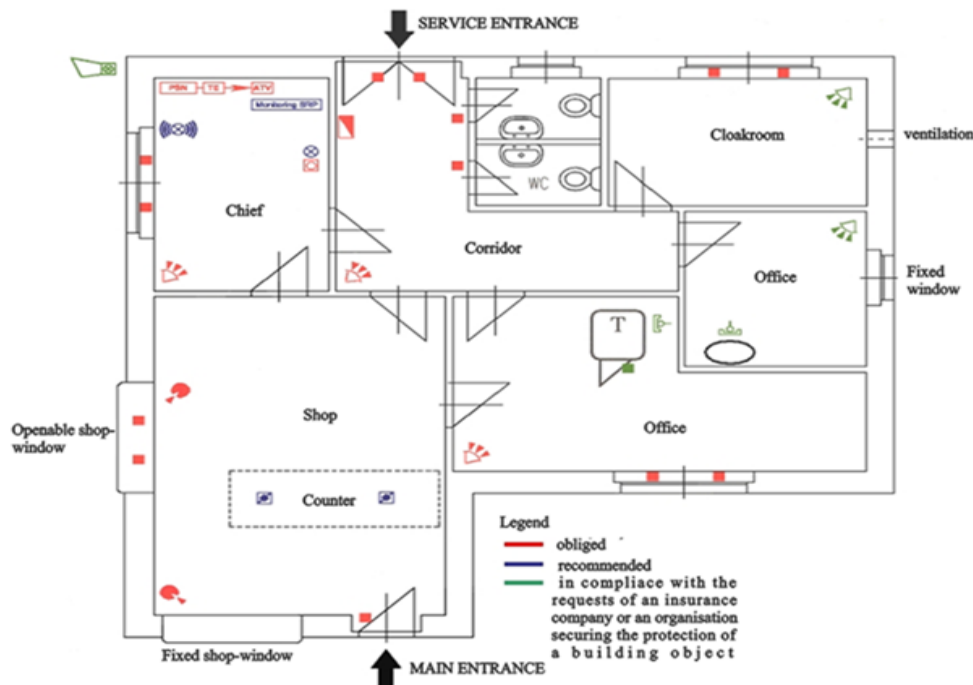 SERVICE ENTRANCE
PSN TE ATV
Monitoring SRP
Cloakroom
ventilation
WC
Chief
Corridor
Office
Fixed
window
T
Shop
Openable shop-
window
Office
Counter
Legend
obliged
recommended
in compliace with the
requests of an insurance
company or an organisation
securing the protection of
a building object
Fixed shop-window
MAIN ENTRANCE